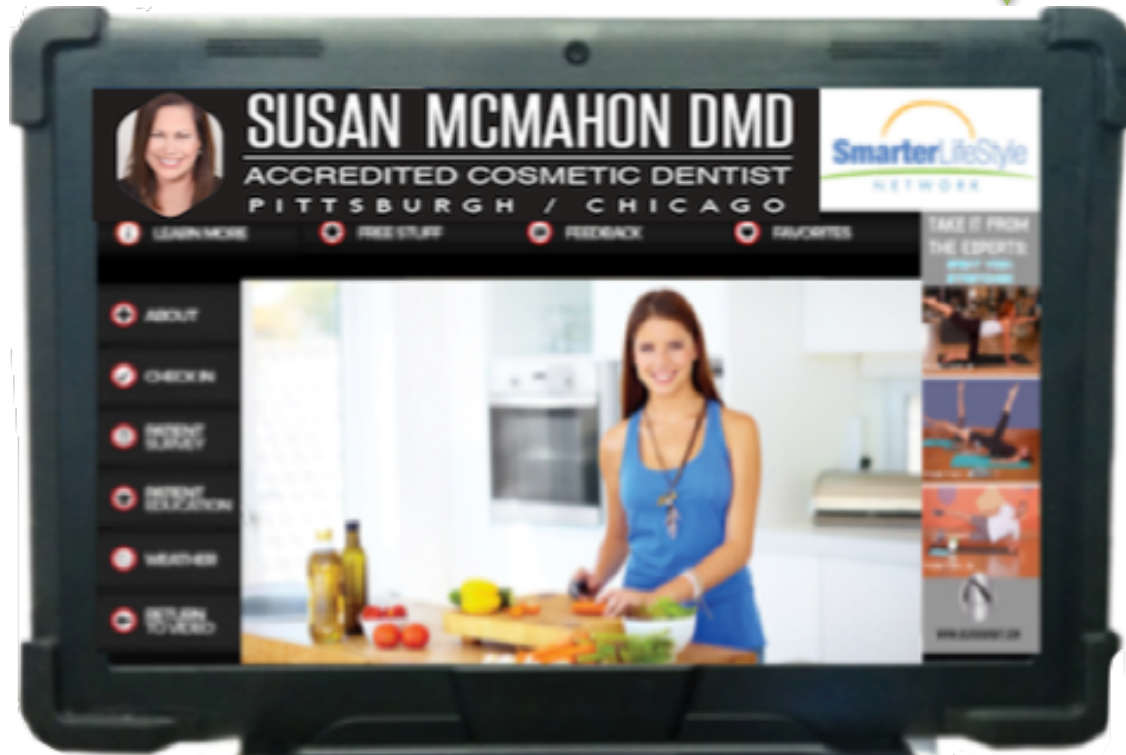 SUSAN MCMAHON DMD
ACCREDITED COSMETIC DENTIST
PITTSBURGH / CHICAGO
SmarterLifeStyle
NETWORK
LEARN MORE
FREE STUFF
FEEDBACK
FAVORITES
TAKE IT FROM
THE EXPERTS:
ABOUT
CHECK IN
PATIENT
SURVEY
PATIENT
EDUCATION
WEATHER
RETURN
TO VIDEO